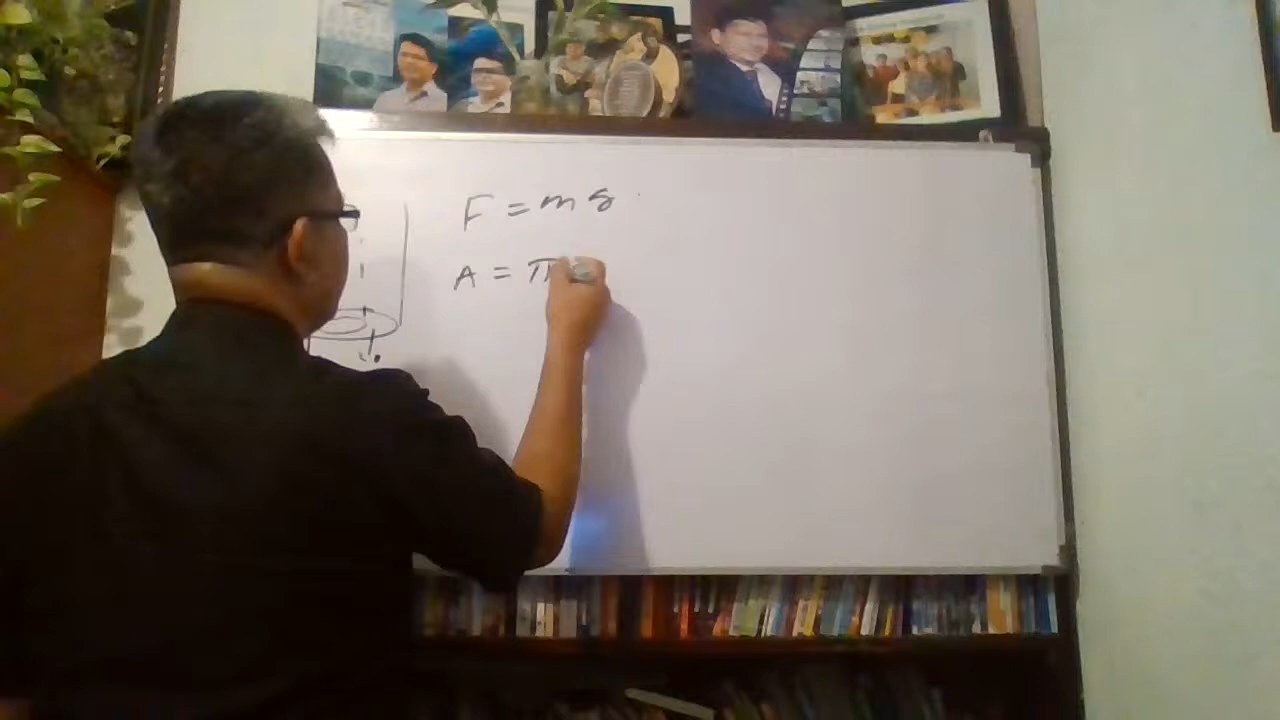 F = mg
A = π